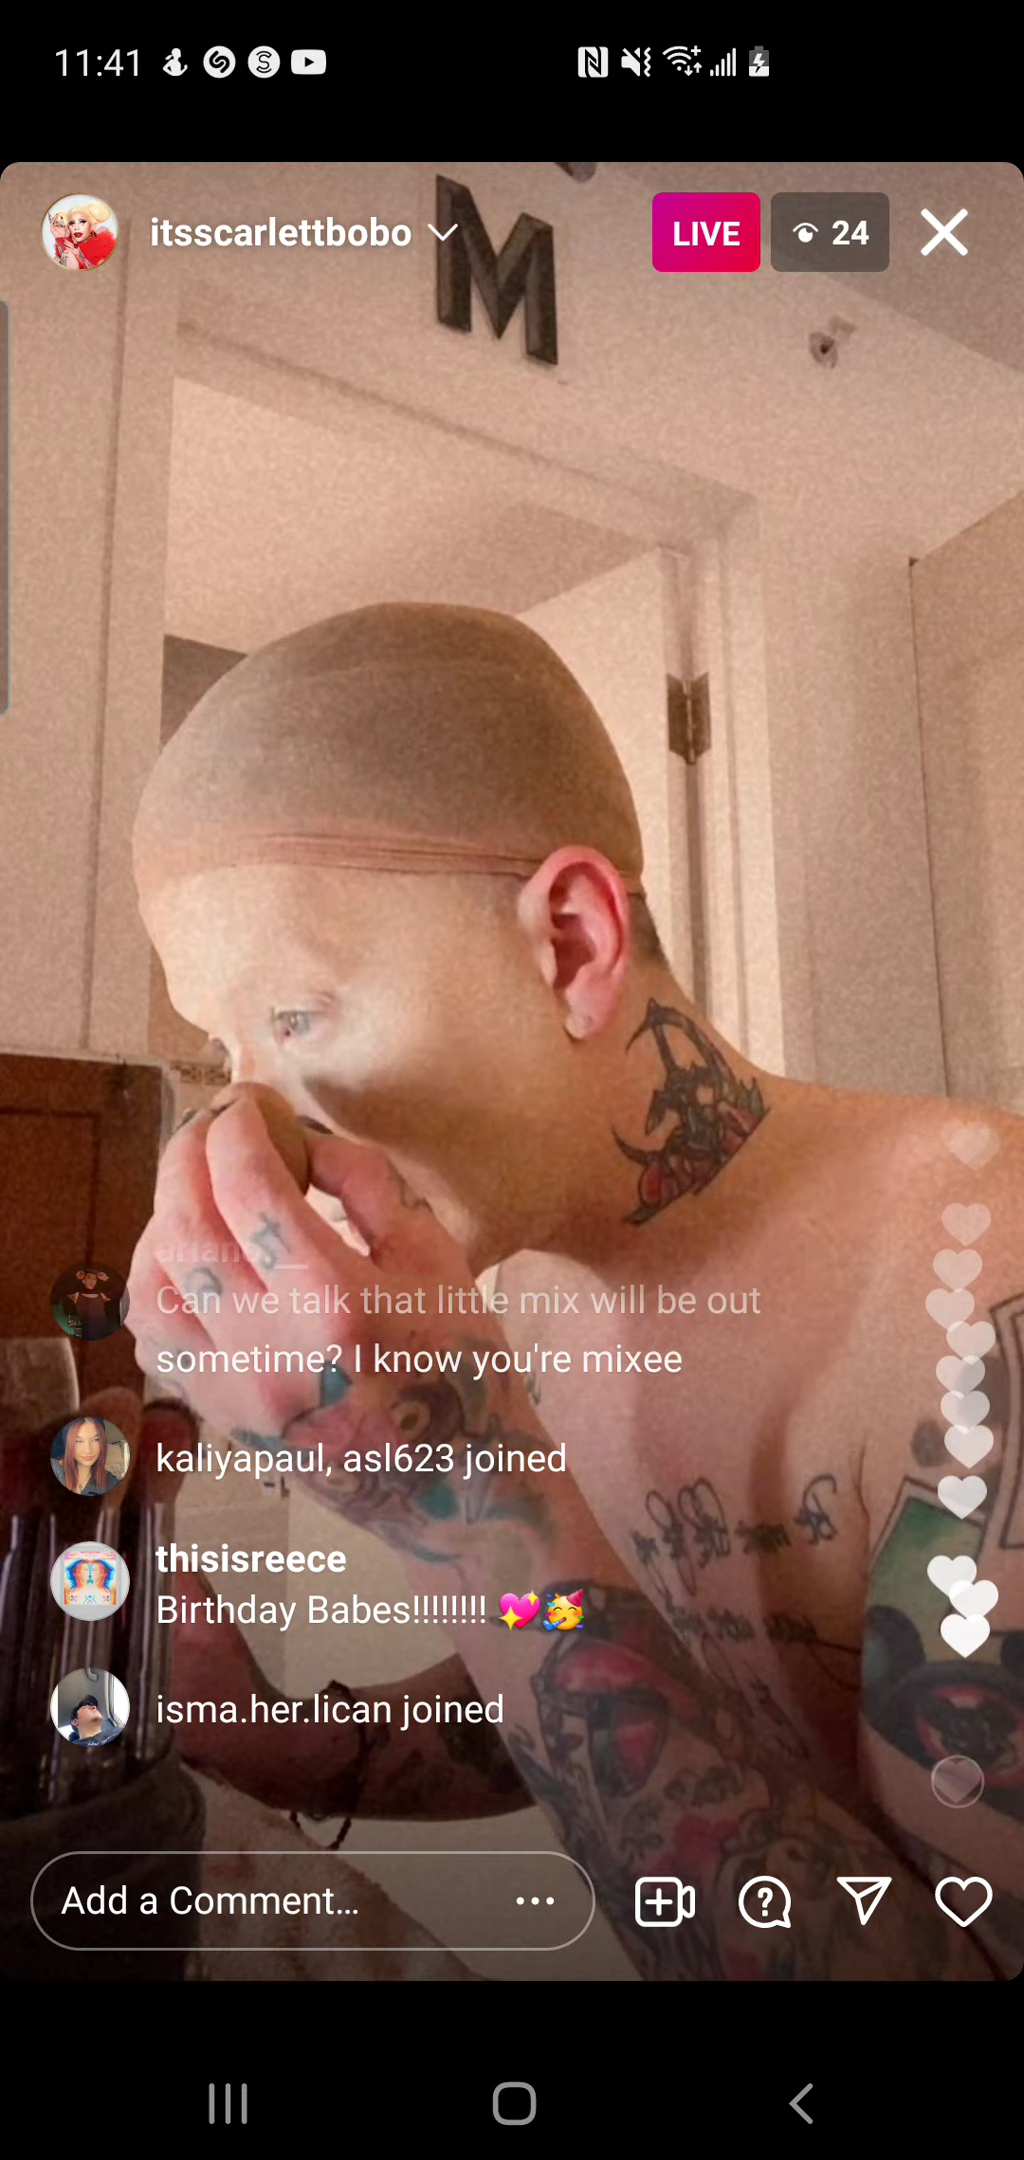 11:41
itsscarlettbobo
LIVE
24
M
Can we talk that little mix will be out
sometime? I know you're mixee
kaliyapaul, asl623 joined
thisisreece
Birthday Babes!!!!!!!! 💖🥳
isma.her.lican joined
Add a Comment...